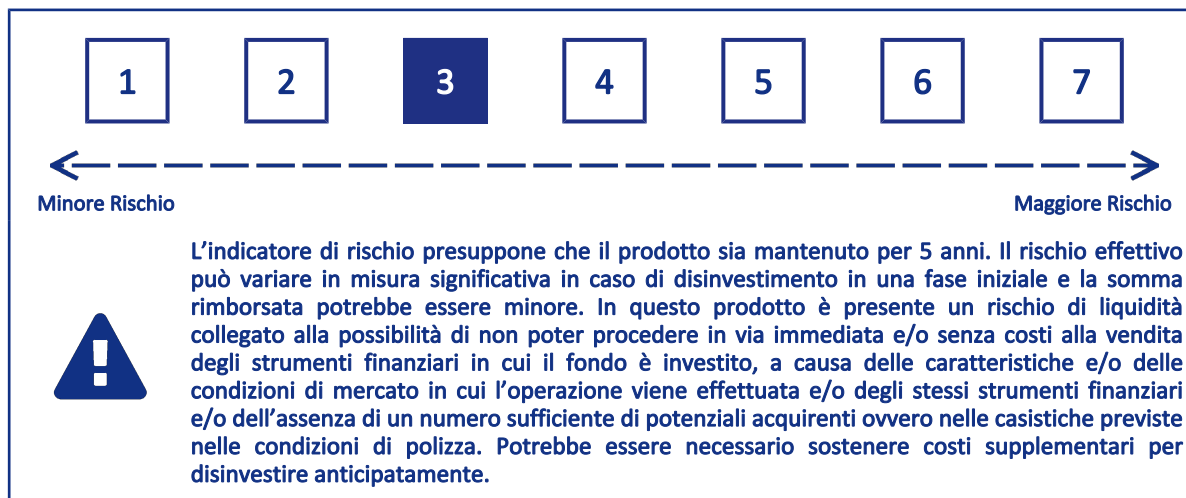 1 2 3 4 5 6 7
Minore Rischio Maggiore Rischio
L’indicatore di rischio presuppone che il prodotto sia mantenuto per 5 anni. Il rischio effettivo
può variare in misura significativa in caso di disinvestimento in una fase iniziale e la somma
rimborsata potrebbe essere minore. In questo prodotto è presente un rischio di liquidità
collegato alla possibilità di non poter procedere in via immediata e/o senza costi alla vendita
degli strumenti finanziari in cui il fondo è investito, a causa delle caratteristiche e/o delle
condizioni di mercato in cui l’operazione viene effettuata e/o degli stessi strumenti finanziari
e/o dell’assenza di un numero sufficiente di potenziali acquirenti ovvero nelle casistiche previste
nelle condizioni di polizza. Potrebbe essere necessario sostenere costi supplementari per
disinvestire anticipatamente.